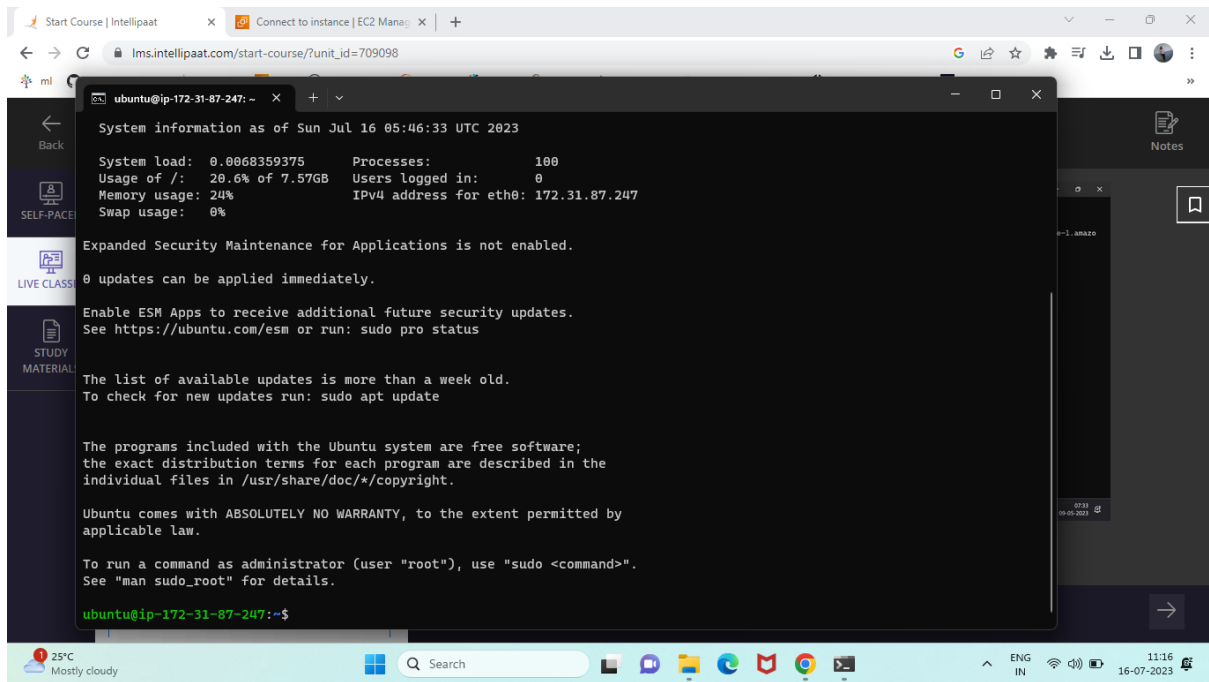 Start Course | Intellipaat
Connect to instance | EC2 Manag
lms.intellipaat.com/start-course/?unit_id=709098
ml
ubuntu@ip-172-31-87-247: ~
Back
SELF-PACE
LIVE CLASS
STUDY
MATERIAL
Notes
System information as of Sun Jul 16 05:46:33 UTC 2023
System load: 0.0068359375 Processes: 100
Usage of /: 20.6% of 7.57GB Users logged in: 0
Memory usage: 24% IPv4 address for eth0: 172.31.87.247
Swap usage: 0%
Expanded Security Maintenance for Applications is not enabled.
0 updates can be applied immediately.
Enable ESM Apps to receive additional future security updates.
See https://ubuntu.com/esm or run: sudo pro status
The list of available updates is more than a week old.
To check for new updates run: sudo apt update
The programs included with the Ubuntu system are free software;
the exact distribution terms for each program are described in the
individual files in /usr/share/doc/*/copyright.
Ubuntu comes with ABSOLUTELY NO WARRANTY, to the extent permitted by
applicable law.
To run a command as administrator (user "root"), use "sudo <command>".
See "man sudo_root" for details.
ubuntu@ip-172-31-87-247:~$
e-1.amazo
07:33
09-05-2023
1
25°C
Mostly cloudy
Search
ENG
IN
11:16
16-07-2023